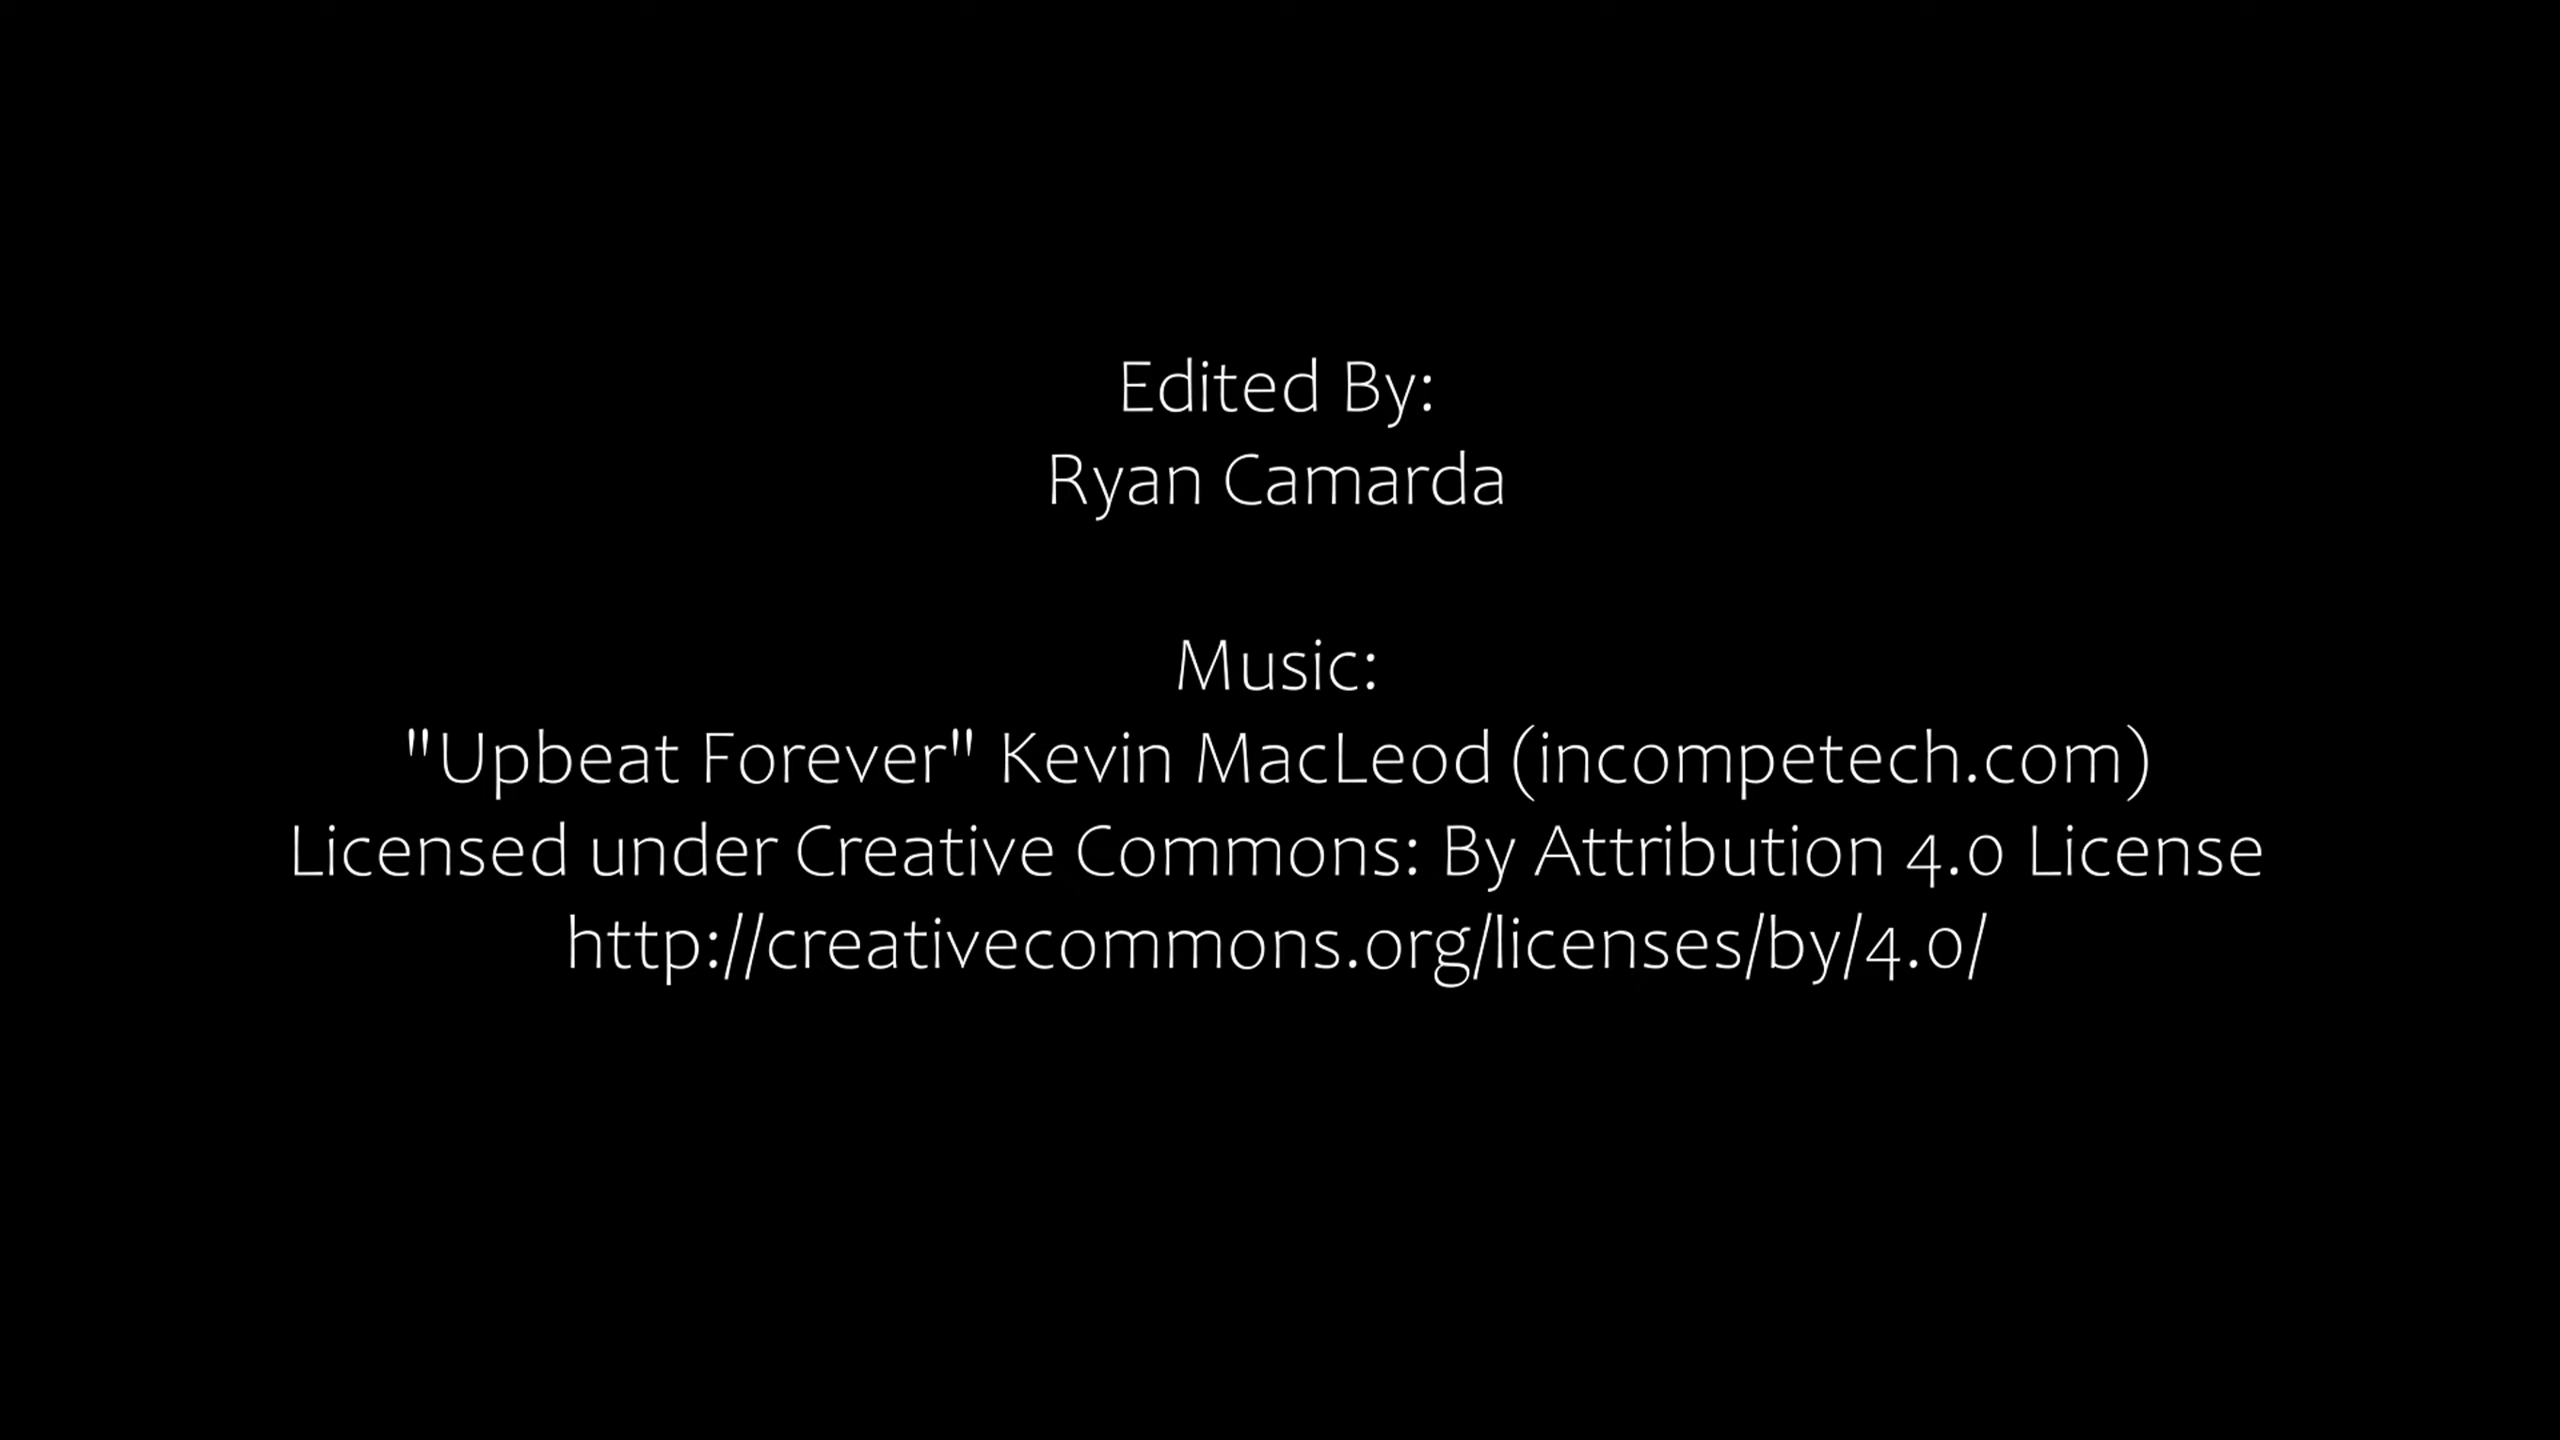 Edited By:
Ryan Camarda
Music:
"Upbeat Forever" Kevin MacLeod (incompetech.com)
Licensed under Creative Commons: By Attribution 4.0 License
http://creativecommons.org/licenses/by/4.0/